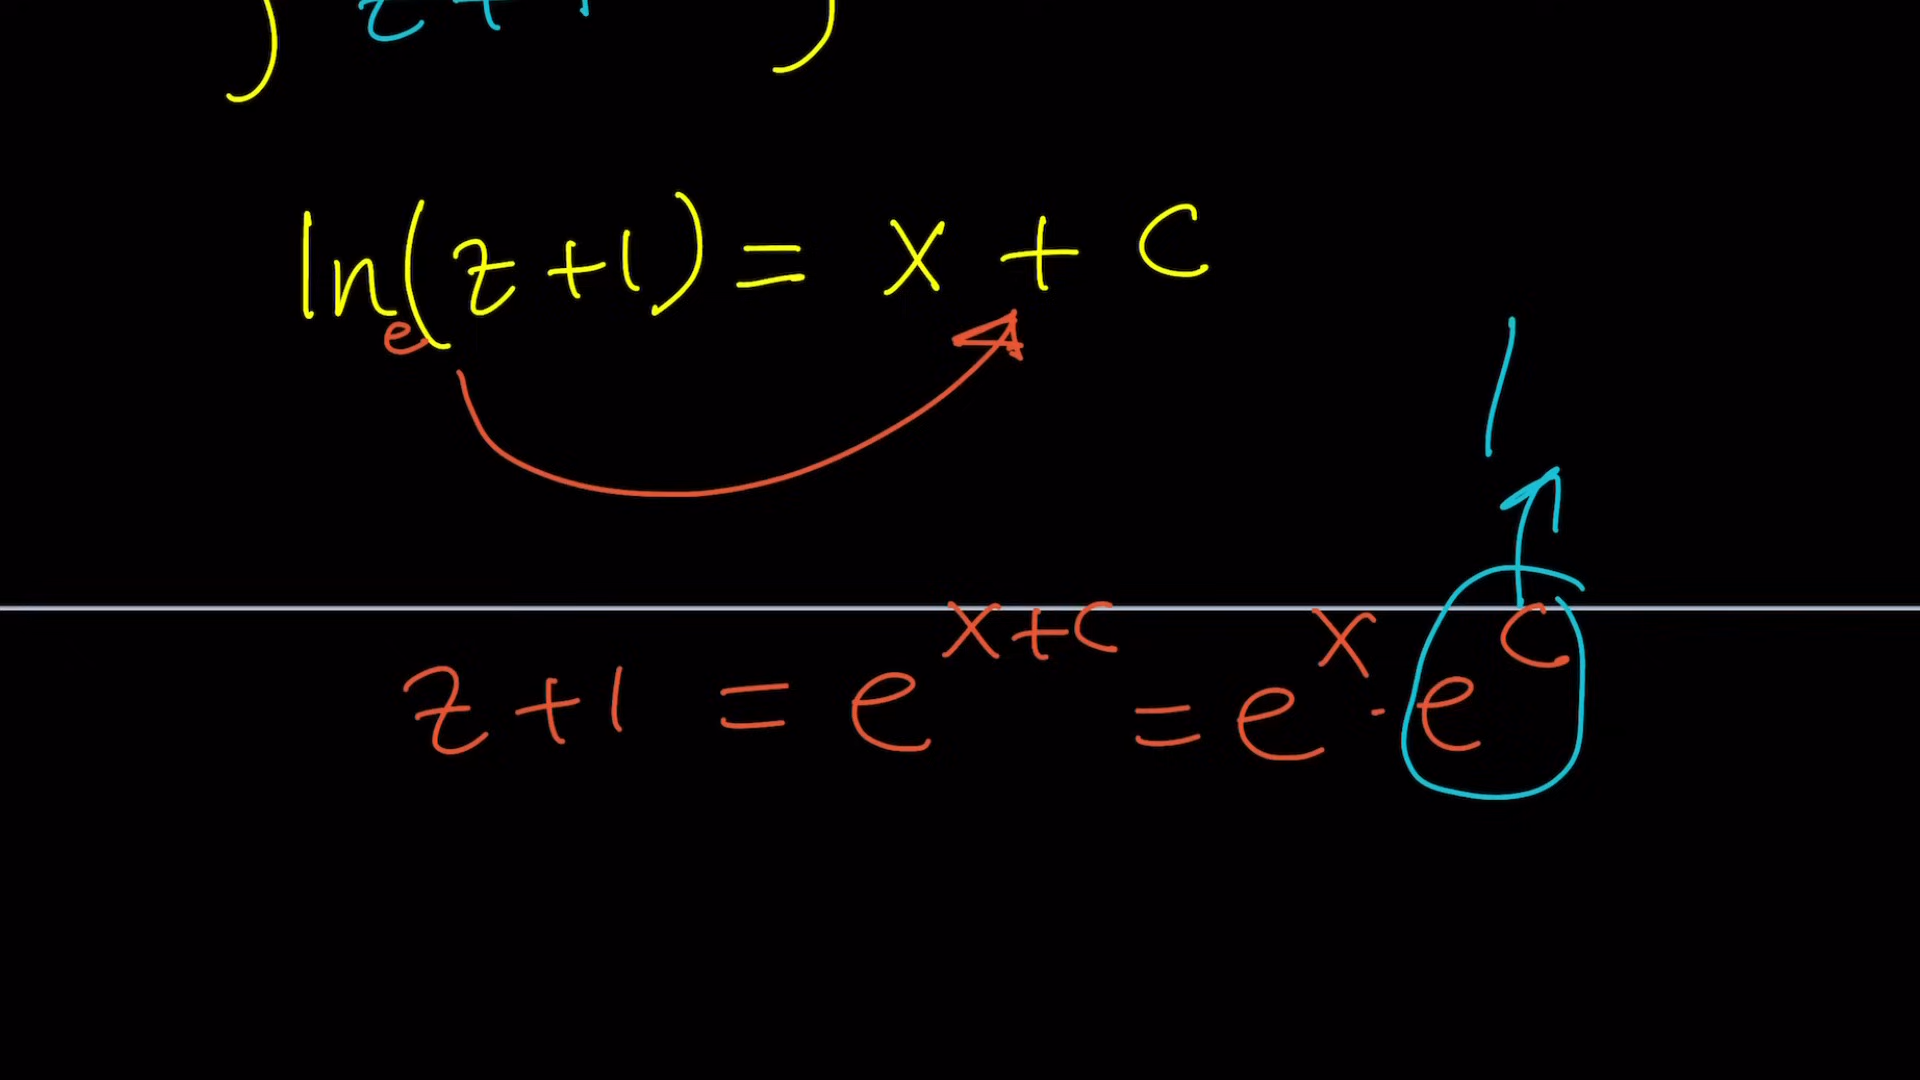 ∫ z+1 ∫
ln(z+1) = x + c
e
z+1 = e^{x+c} = e^x · e^c